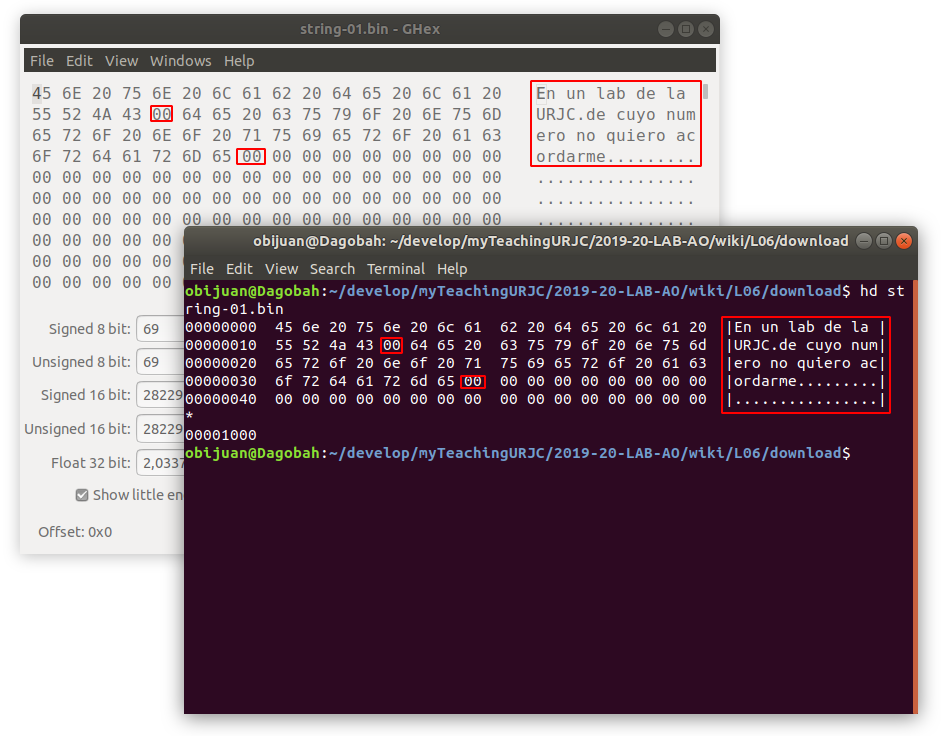 string-01.bin - GHex
File Edit View Windows Help
45 6E 20 75 6E 20 6C 61 62 20 64 65 20 6C 61 20 En un lab de la
55 52 4A 43 00 64 65 20 63 75 79 6F 20 6E 75 6D URJC.de cuyo num
65 72 6F 20 6E 6F 20 71 75 69 65 72 6F 20 61 63 ero no quiero ac
6F 72 64 61 72 6D 65 00 00 00 00 00 00 00 00 00 ordarme.........
00 00 00 00 00 00 00 00 00 00 00 00 00 00 00 00 ................
00 00 00 00 00 00 00 00 00 00 00 00 00 00 00 00 ................
00 00 00 00 00 00 00 00 00 00 00 00 00 00 00 00 ................
00 00 00 00 00
00 00 00 00 00
00 00 00 00 00
Signed 8 bit: 69
Unsigned 8 bit: 69
Signed 16 bit: 28229
Unsigned 16 bit: 28229
Float 32 bit: 2,0337
Show little en
Offset: 0x0
obijuan@Dagobah: ~/develop/myTeachingURJC/2019-20-LAB-AO/wiki/L06/download
File Edit View Search Terminal Help
obijuan@Dagobah:~/develop/myTeachingURJC/2019-20-LAB-AO/wiki/L06/download$ hd st
ring-01.bin
00000000 45 6e 20 75 6e 20 6c 61 62 20 64 65 20 6c 61 20 |En un lab de la |
00000010 55 52 4a 43 00 64 65 20 63 75 79 6f 20 6e 75 6d |URJC.de cuyo num|
00000020 65 72 6f 20 6e 6f 20 71 75 69 65 72 6f 20 61 63 |ero no quiero ac|
00000030 6f 72 64 61 72 6d 65 00 00 00 00 00 00 00 00 00 |ordarme.........|
00000040 00 00 00 00 00 00 00 00 00 00 00 00 00 00 00 00 |................|
*
00001000
obijuan@Dagobah:~/develop/myTeachingURJC/2019-20-LAB-AO/wiki/L06/download$